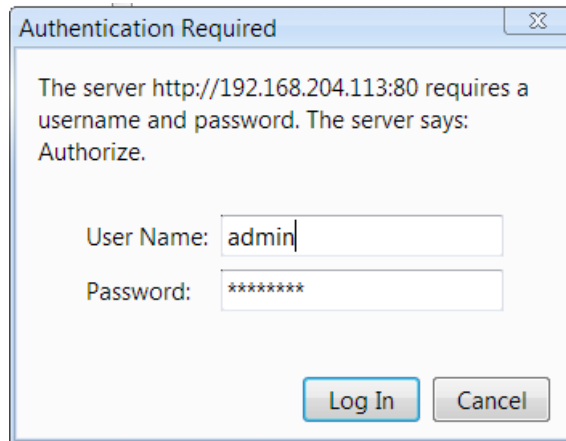 Authentication Required
The server http://192.168.204.113:80 requires a
username and password. The server says:
Authorize.
User Name: admin
Password: ********
Log In Cancel